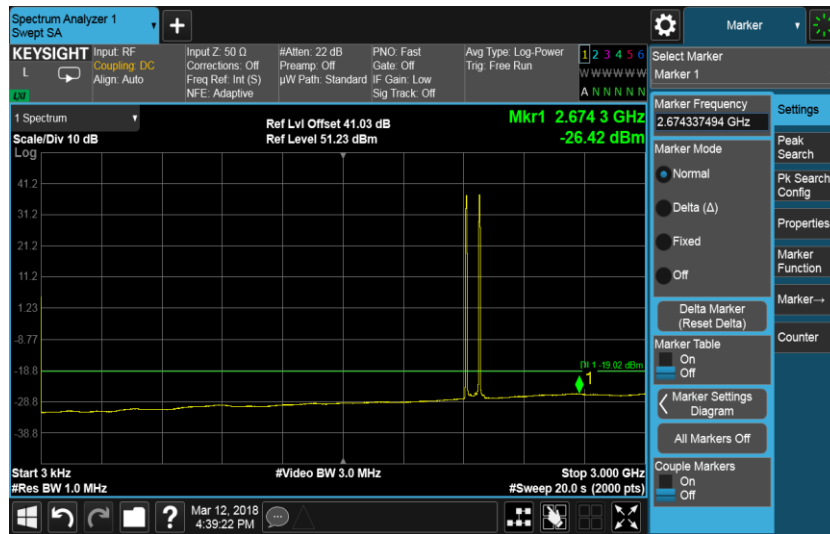 Spectrum Analyzer 1
Swept SA
Marker
KEYSIGHT
L
LXI
Input: RF
Coupling: DC
Align: Auto
Input Z: 50 Ω
Corrections: Off
Freq Ref: Int (S)
NFE: Adaptive
#Atten: 22 dB
Preamp: Off
µW Path: Standard
PNO: Fast
Gate: Off
IF Gain: Low
Sig Track: Off
Avg Type: Log-Power
Trig: Free Run
1 2 3 4 5 6
W W W W W W
A N N N N N
Select Marker
Marker 1
1 Spectrum
Scale/Div 10 dB
Log
Ref Lvl Offset 41.03 dB
Ref Level 51.23 dBm
Mkr1 2.674 3 GHz
-26.42 dBm
41.2
31.2
21.2
11.2
1.23
-8.77
-18.8
-28.8
-38.8
DL1 -19.02 dBm
1
Start 3 kHz
#Res BW 1.0 MHz
#Video BW 3.0 MHz
Stop 3.000 GHz
#Sweep 20.0 s (2000 pts)
Marker Frequency
2.674337494 GHz
Marker Mode
Normal
Delta (Δ)
Fixed
Off
Delta Marker
(Reset Delta)
Marker Table
On
Off
Marker Settings
Diagram
All Markers Off
Couple Markers
On
Off
Settings
Peak
Search
Pk Search
Config
Properties
Marker
Function
Marker→
Counter
?
Mar 12, 2018
4:39:22 PM